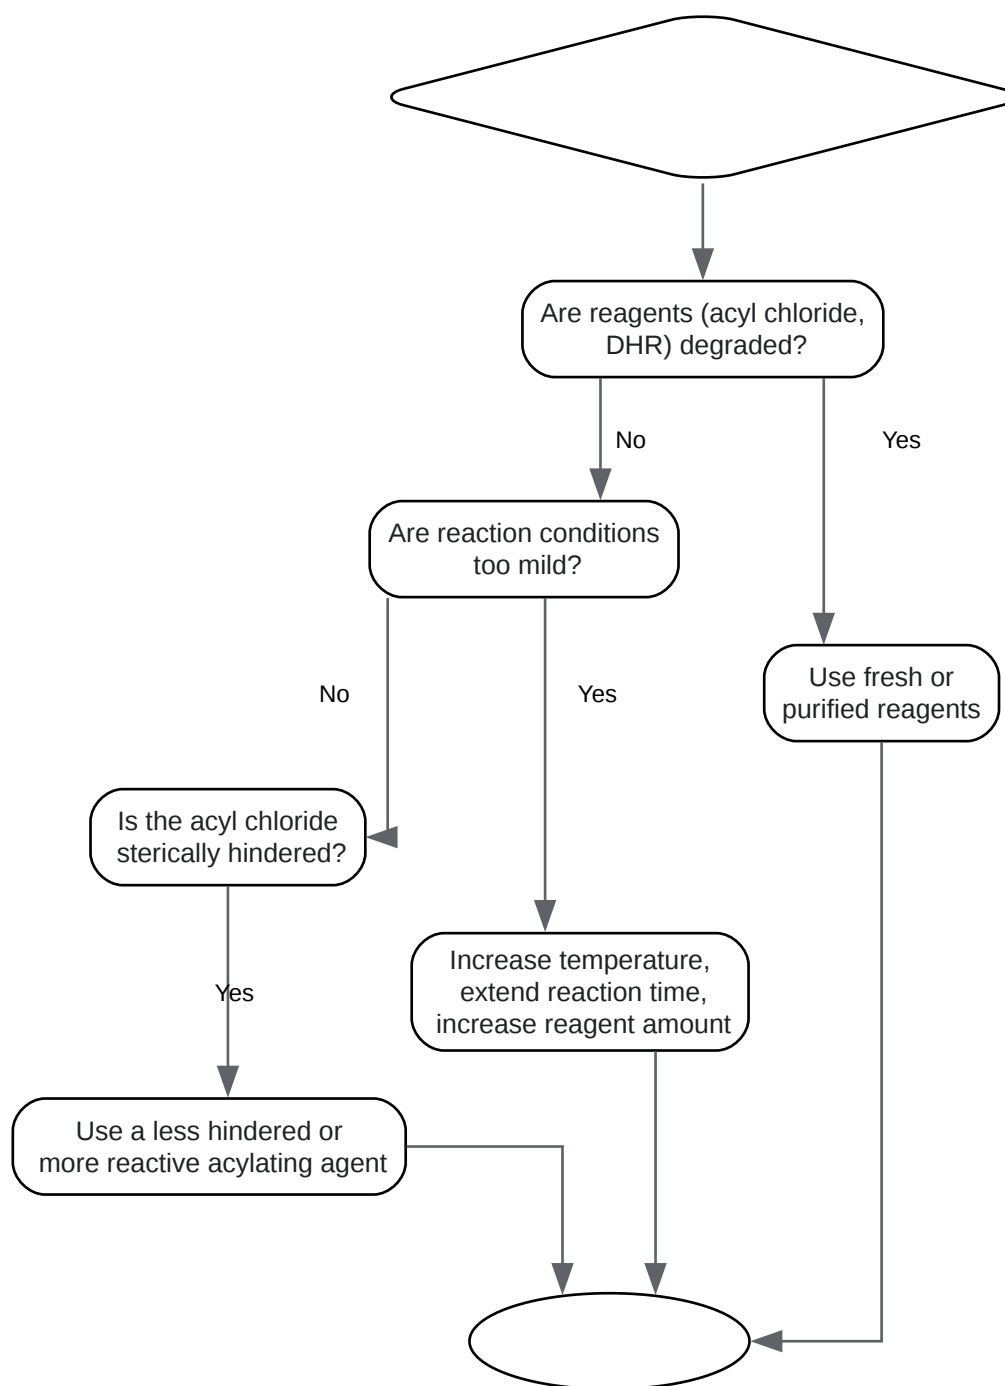 Are reagents (acyl chloride,
DHR) degraded?
No
Yes
Are reaction conditions
too mild?
Use fresh or
purified reagents
No
Yes
Is the acyl chloride
sterically hindered?
Increase temperature,
extend reaction time,
increase reagent amount
Yes
Use a less hindered or
more reactive acylating agent